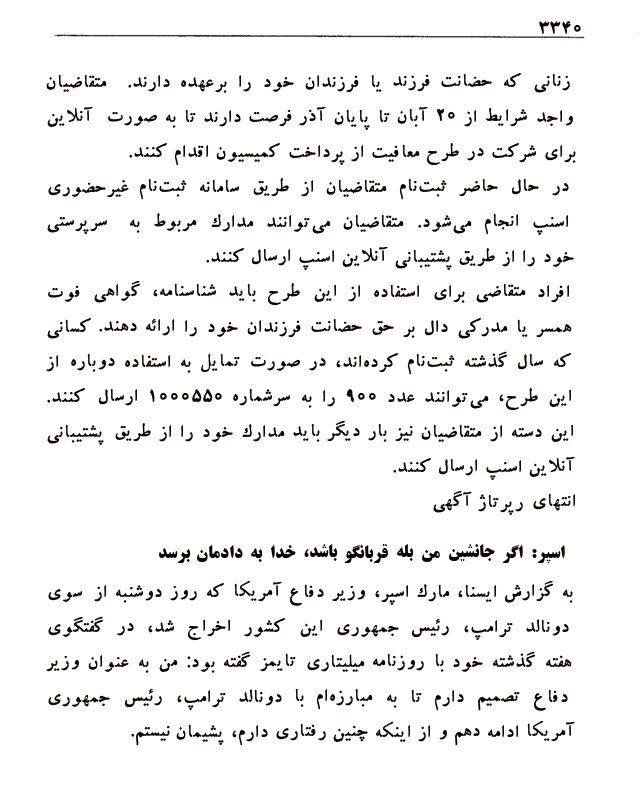 ۳۳۴۰
زنانی که حضانت فرزند یا فرزندان خود را برعهده دارند. متقاضیان
واجد شرایط از ۲۰ آبان تا پایان آذر فرصت دارند تا به صورت آنلاین
برای شرکت در طرح معافیت از پرداخت کمیسیون اقدام کنند.
در حال حاضر ثبت‌نام متقاضیان از طریق سامانه ثبت‌نام غیرحضوری
اسنپ انجام می‌شود. متقاضیان می‌توانند مدارك مربوط به سرپرستی
خود را از طریق پشتیبانی آنلاین اسنپ ارسال کنند.
افراد متقاضی برای استفاده از این طرح باید شناسنامه، گواهی فوت
همسر یا مدرکی دال بر حق حضانت فرزندان خود را ارائه دهند. کسانی
که سال گذشته ثبت‌نام کرده‌اند، در صورت تمایل به استفاده دوباره از
این طرح، می‌توانند عدد ۹۰۰ را به سرشماره ۱۰۰۰۵۵۰ ارسال کنند.
این دسته از متقاضیان نیز بار دیگر باید مدارك خود را از طریق پشتیبانی
آنلاین اسنپ ارسال کنند.
انتهای رپرتاژ آگهی
اسپر: اگر جانشین من بله قربانگو باشد، خدا به دادمان برسد
به گزارش ایسنا، مارك اسپر، وزیر دفاع آمریکا که روز دوشنبه از سوی
دونالد ترامپ، رئیس جمهوری این کشور اخراج شد، در گفتگوی
هفته گذشته خود با روزنامه میلیتاری تایمز گفته بود: من به عنوان وزیر
دفاع تصمیم دارم تا به مبارزه‌ام با دونالد ترامپ، رئیس جمهوری
آمریکا ادامه دهم و از اینکه چنین رفتاری دارم، پشیمان نیستم.